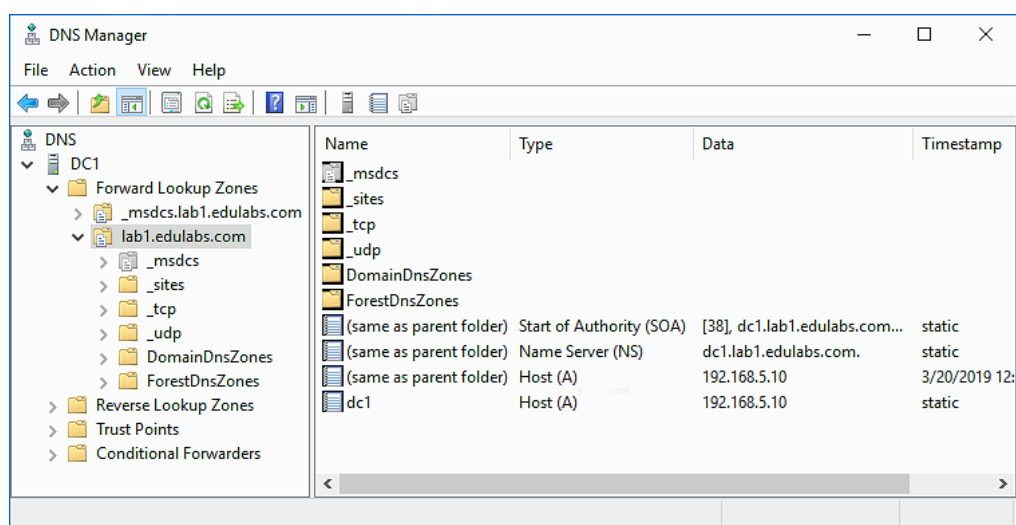 DNS Manager
File Action View Help
DNS
DC1
Forward Lookup Zones
_msdcs.lab1.edulabs.com
lab1.edulabs.com
_msdcs
_sites
_tcp
_udp
DomainDnsZones
ForestDnsZones
Reverse Lookup Zones
Trust Points
Conditional Forwarders
Name Type Data Timestamp
_msdcs
_sites
_tcp
_udp
DomainDnsZones
ForestDnsZones
(same as parent folder) Start of Authority (SOA) [38], dc1.lab1.edulabs.com... static
(same as parent folder) Name Server (NS) dc1.lab1.edulabs.com. static
(same as parent folder) Host (A) 192.168.5.10 3/20/2019 12:
dc1 Host (A) 192.168.5.10 static